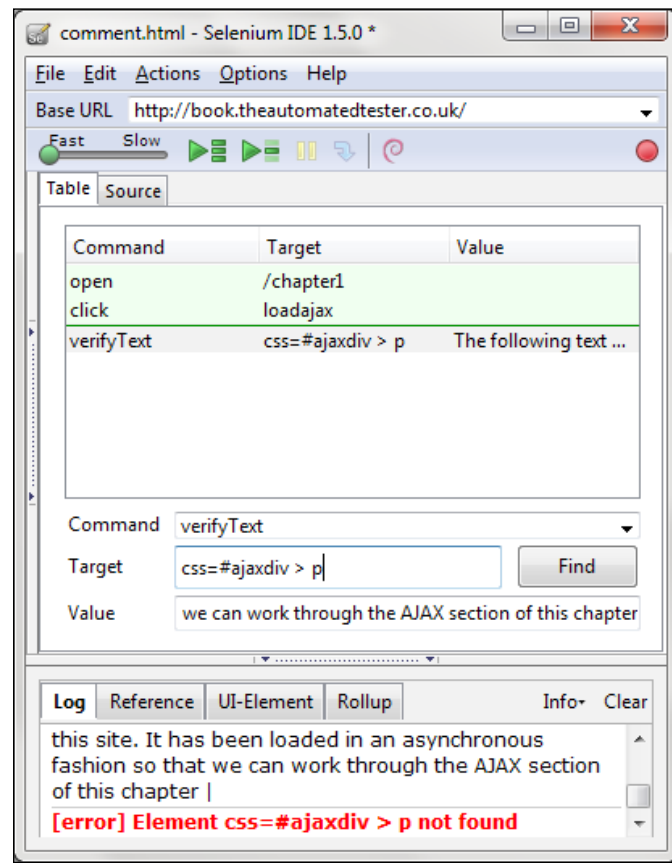 comment.html - Selenium IDE 1.5.0 *
File Edit Actions Options Help
Base URL http://book.theautomatedtester.co.uk/
Fast Slow
Table Source
Command Target Value
open /chapter1
click loadajax
verifyText css=#ajaxdiv > p The following text ...
Command verifyText
Target css=#ajaxdiv > p Find
Value we can work through the AJAX section of this chapter
Log Reference UI-Element Rollup Info Clear
this site. It has been loaded in an asynchronous
fashion so that we can work through the AJAX section
of this chapter |
[error] Element css=#ajaxdiv > p not found